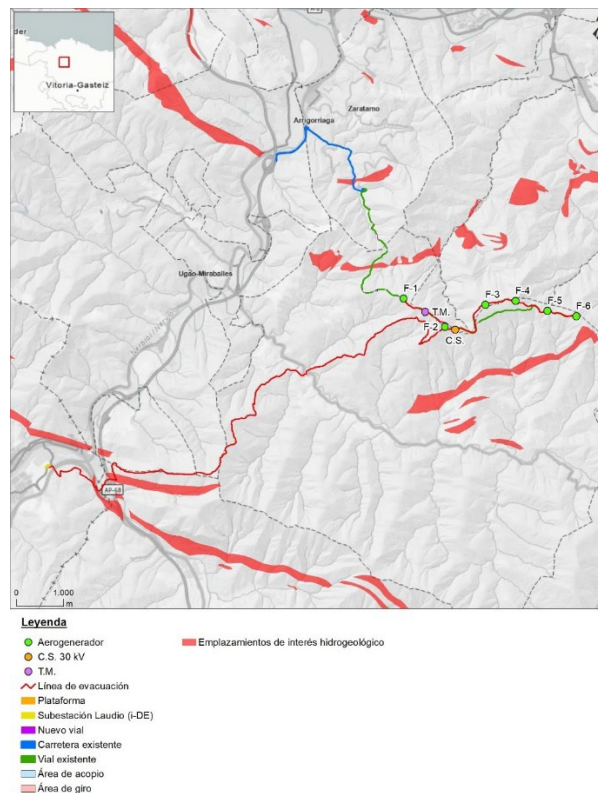 der
Vitoria-Gasteiz
Zaratamo
Arrigorriaga
Ugao-Miraballes
F-1
T.M.
F-2
C.S.
F-3
F-4
F-5
F-6
AP-68
0 1.000
m
Leyenda
Aerogenerador
Emplazamientos de interés hidrogeológico
C.S. 30 kV
T.M.
Línea de evacuación
Plataforma
Subestación Laudio (i-DE)
Nuevo vial
Carretera existente
Vial existente
Área de acopio
Área de giro